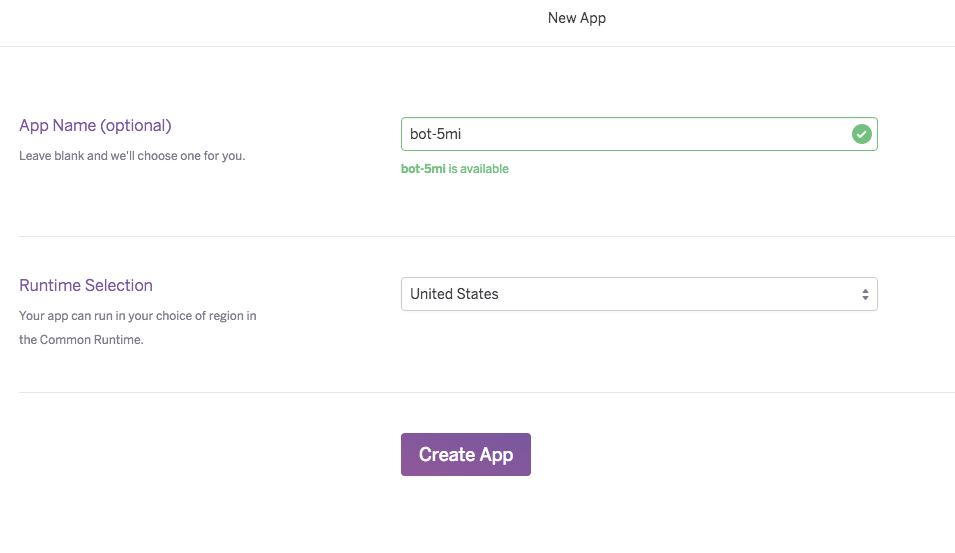 New App
App Name (optional)
Leave blank and we'll choose one for you.
bot-5mi
bot-5mi is available
Runtime Selection
Your app can run in your choice of region in
the Common Runtime.
United States
Create App